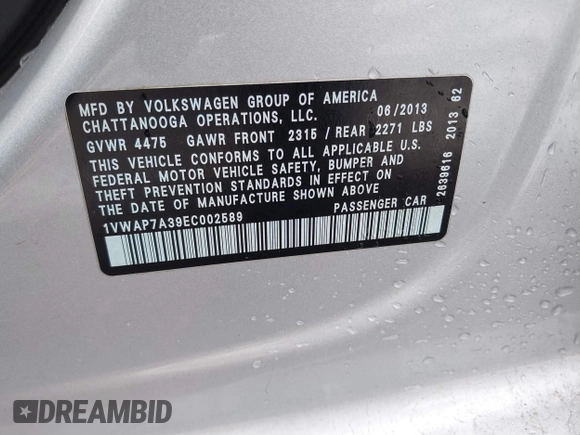 MFD BY VOLKSWAGEN GROUP OF AMERICA
CHATTANOOGA OPERATIONS, LLC. 06/2013
GVWR 4475 GAWR FRONT 2315 / REAR 2271 LBS
THIS VEHICLE CONFORMS TO ALL APPLICABLE U.S.
FEDERAL MOTOR VEHICLE SAFETY, BUMPER AND
THEFT PREVENTION STANDARDS IN EFFECT ON
THE DATE OF MANUFACTURE SHOWN ABOVE
1VWAP7A39EC002589 PASSENGER CAR
2639616 2013 62
DREAMBID